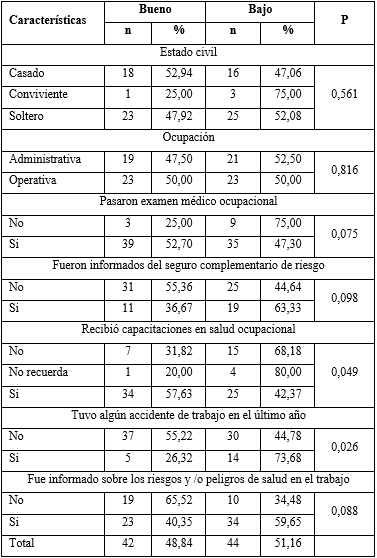 Características Bueno Bajo P
n % n %
Estado civil
Casado 18 52,94 16 47,06
Conviviente 1 25,00 3 75,00 0,561
Soltero 23 47,92 25 52,08
Ocupación
Administrativa 19 47,50 21 52,50 0,816
Operativa 23 50,00 23 50,00
Pasaron examen médico ocupacional
No 3 25,00 9 75,00 0,075
Si 39 52,70 35 47,30
Fueron informados del seguro complementario de riesgo
No 31 55,36 25 44,64 0,098
Si 11 36,67 19 63,33
Recibió capacitaciones en salud ocupacional
No 7 31,82 15 68,18
No recuerda 1 20,00 4 80,00 0,049
Si 34 57,63 25 42,37
Tuvo algún accidente de trabajo en el último año
No 37 55,22 30 44,78 0,026
Si 5 26,32 14 73,68
Fue informado sobre los riesgos y /o peligros de salud en el trabajo
No 19 65,52 10 34,48 0,088
Si 23 40,35 34 59,65
Total 42 48,84 44 51,16